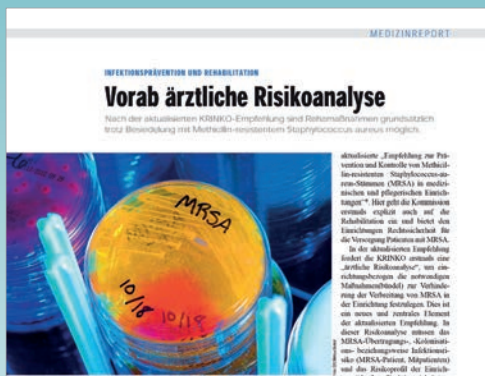 MEDIZINREPORT
INFEKTIONSPRÄVENTION UND REHABILITATION
Vorab ärztliche Risikoanalyse
Nach der aktualisierten KRINKO-Empfehlung sind Rehamaßnahmen grundsätzlich
trotz Besiedelung mit Methicillin-resistentem Staphylococcus aureus möglich.
MRSA
10/18
10/18
aktualisierte „Empfehlung zur Prä-
vention und Kontrolle von Methicil-
lin-resistenten Staphylococcus-au-
reus-Stämmen (MRSA) in medizi-
nischen und pflegerischen Einrich-
tungen“
. Hier geht die Kommission
erstmals explizit auch auf die
Rehabilitation ein und bietet den
Einrichtungen Rechtssicherheit für
die Versorgung Patienten mit MRSA.
In der aktualisierten Empfehlung
fordert die KRINKO erstmals eine
„ärztliche Risikoanalyse“, um ein-
richtungsbezogen die notwendigen
Maßnahmen(bündel) zur Verhinde-
rung der Verbreitung von MRSA in
der Einrichtung festzulegen. Dies ist
ein neues und zentrales Element
der aktualisierten Empfehlung. In
dieser Risikoanalyse müssen das
MRSA-Übertragungs-, -Kolonisati-
ons- beziehungsweise Infektionsri-
siko (MRSA-Patient, Mitpatienten)
und das Risikoprofil der Einrich-